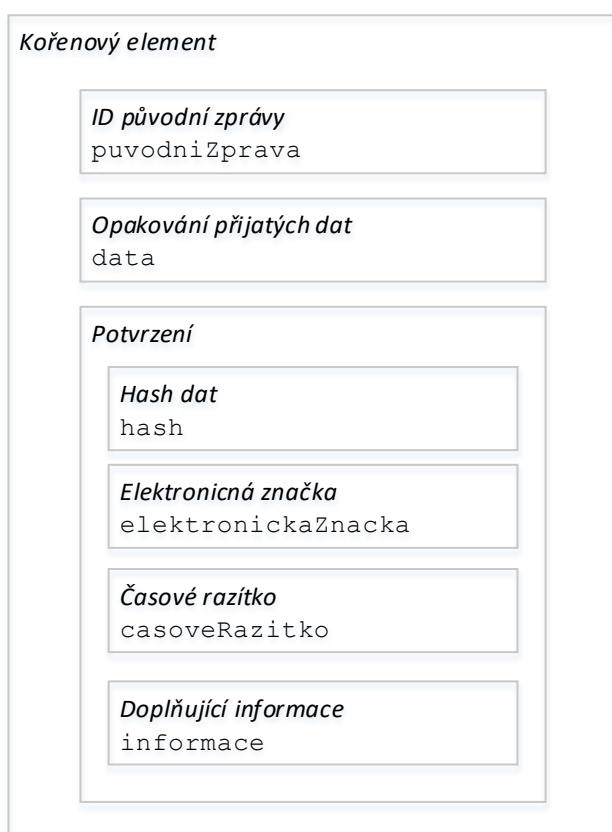 Kořenový element
ID původní zprávy
puvodniZprava
Opakování přijatých dat
data
Potvrzení
Hash dat
hash
Elektronicná značka
elektronickaZnacka
Časové razítko
casoveRazitko
Doplňující informace
informace